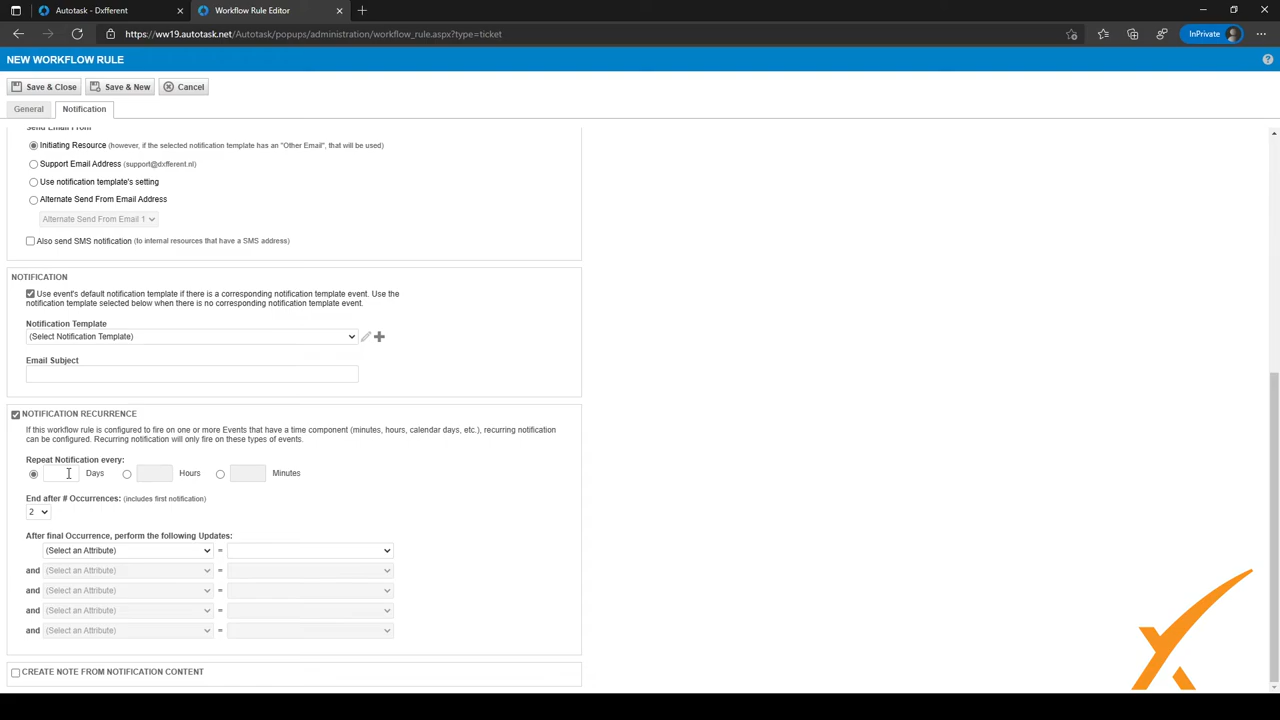 Autotask - Dxfferent
Workflow Rule Editor
https://ww19.autotask.net/Autotask/popups/administration/workflow_rule.aspx?type=ticket
InPrivate
NEW WORKFLOW RULE
Save & Close
Save & New
Cancel
General
Notification
Send Email From
Initiating Resource (however, if the selected notification template has an "Other Email", that will be used)
Support Email Address (support@dxfferent.nl)
Use notification template's setting
Alternate Send From Email Address
Alternate Send From Email 1
Also send SMS notification (to internal resources that have a SMS address)
NOTIFICATION
Use event's default notification template if there is a corresponding notification template event. Use the
notification template selected below when there is no corresponding notification template event.
Notification Template
(Select Notification Template)
Email Subject
NOTIFICATION RECURRENCE
If this workflow rule is configured to fire on one or more Events that have a time component (minutes, hours, calendar days, etc.), recurring notification
can be configured. Recurring notification will only fire on these types of events.
Repeat Notification every:
Days Hours Minutes
End after # Occurrences: (includes first notification)
2
After final Occurrence, perform the following Updates:
(Select an Attribute) =
and (Select an Attribute) =
and (Select an Attribute) =
and (Select an Attribute) =
and (Select an Attribute) =
CREATE NOTE FROM NOTIFICATION CONTENT